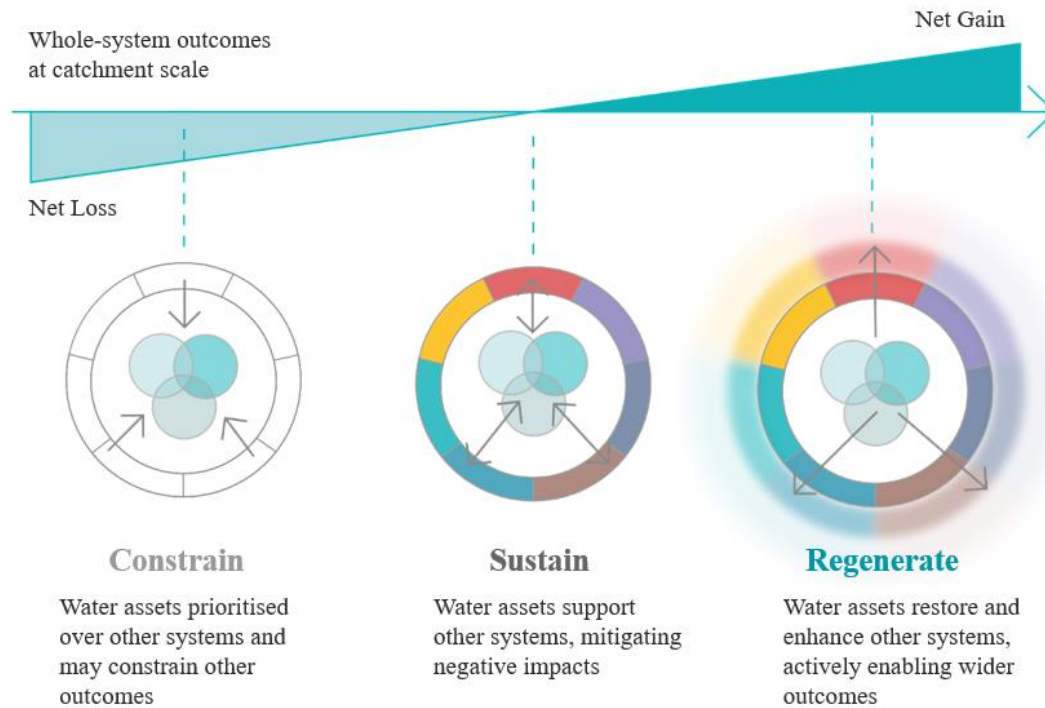 Net Gain
Whole-system outcomes
at catchment scale
Net Loss
Constrain
Water assets prioritised
over other systems and
may constrain other
outcomes
Sustain
Water assets support
other systems, mitigating
negative impacts
Regenerate
Water assets restore and
enhance other systems,
actively enabling wider
outcomes